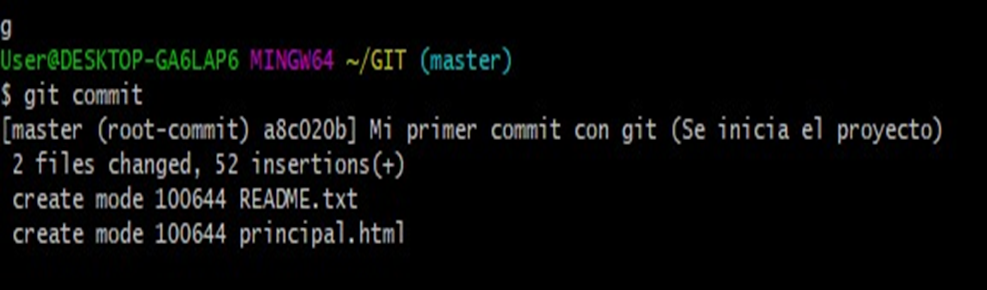 g
User@DESKTOP-GA6LAP6 MINGW64 ~/GIT (master)
$ git commit
[master (root-commit) a8c020b] Mi primer commit con git (Se inicia el proyecto)
 2 files changed, 52 insertions(+)
 create mode 100644 README.txt
 create mode 100644 principal.html